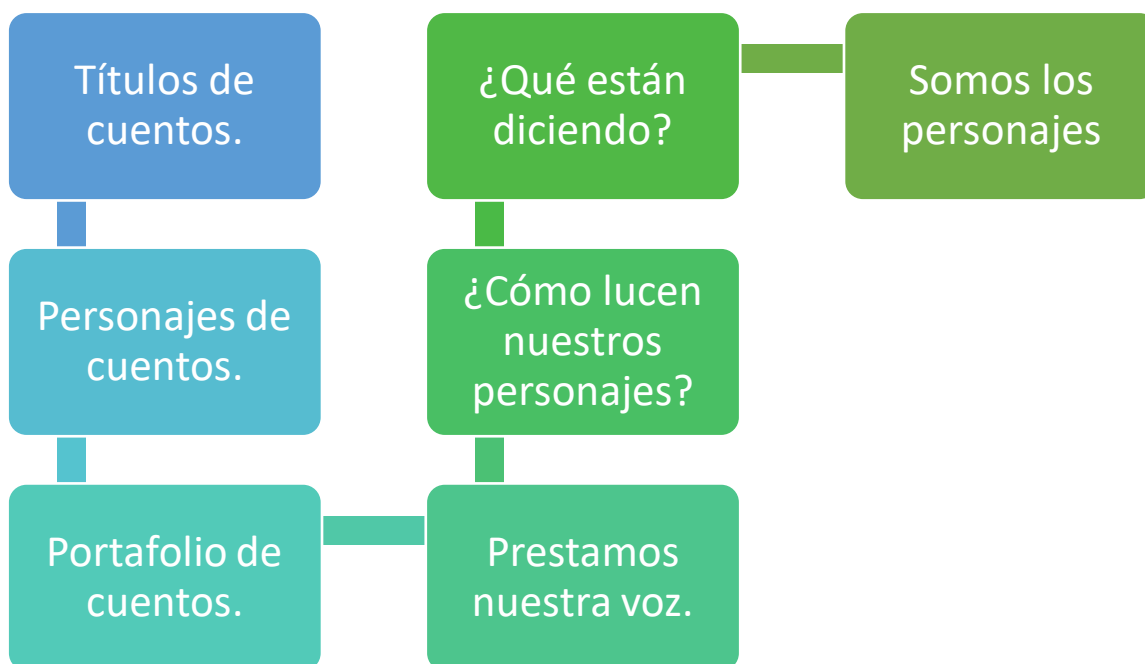 Títulos de
cuentos.
Personajes de
cuentos.
Portafolio de
cuentos.
Prestamos
nuestra voz.
¿Cómo lucen
nuestros
personajes?
¿Qué están
diciendo?
Somos los
personajes